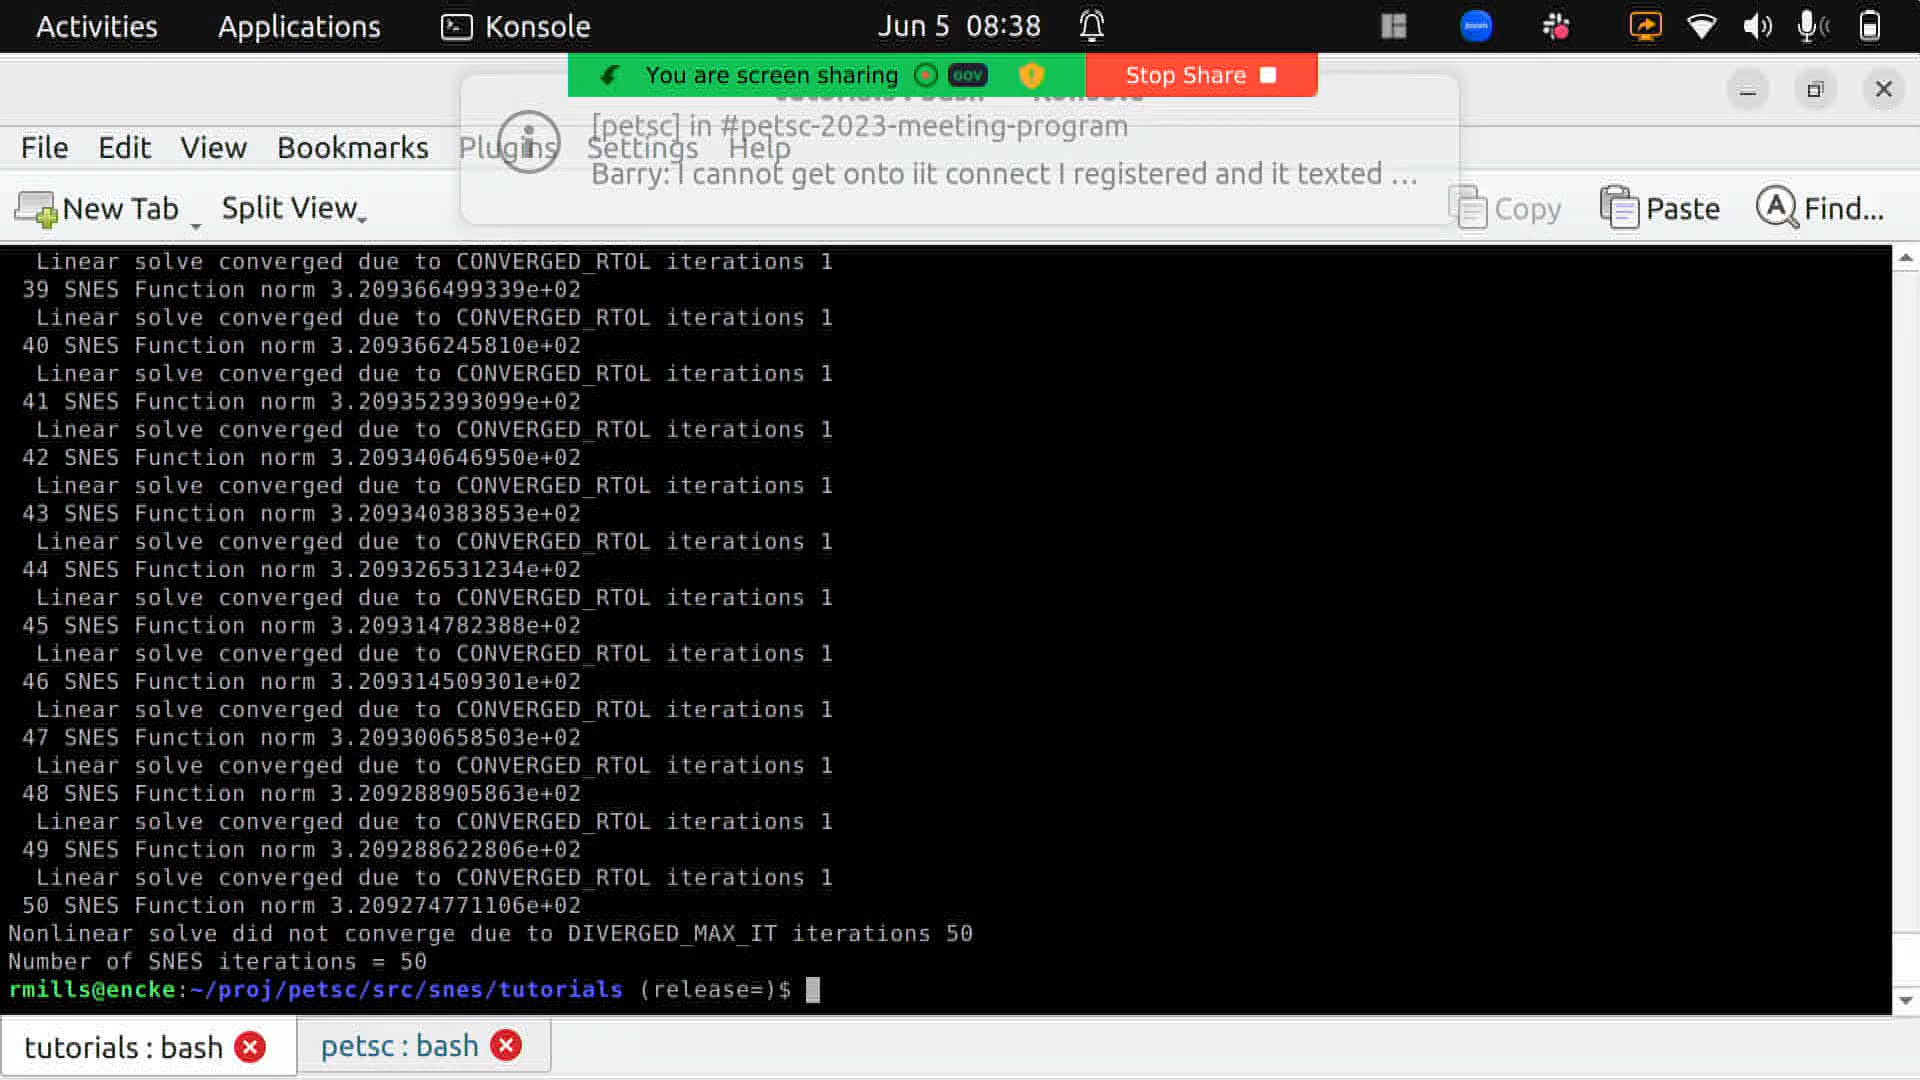 Activities Applications Konsole Jun 5 08:38 zoom
You are screen sharing GOV Stop Share
[petsc] in #petsc-2023-meeting-program
File Edit View Bookmarks Plugins Settings Help
Barry: I cannot get onto iit connect I registered and it texted ...
New Tab Split View Copy Paste Find...
Linear solve converged due to CONVERGED_RTOL iterations 1
39 SNES Function norm 3.209366499339e+02
Linear solve converged due to CONVERGED_RTOL iterations 1
40 SNES Function norm 3.209366245810e+02
Linear solve converged due to CONVERGED_RTOL iterations 1
41 SNES Function norm 3.209352393099e+02
Linear solve converged due to CONVERGED_RTOL iterations 1
42 SNES Function norm 3.209340646950e+02
Linear solve converged due to CONVERGED_RTOL iterations 1
43 SNES Function norm 3.209340383853e+02
Linear solve converged due to CONVERGED_RTOL iterations 1
44 SNES Function norm 3.209326531234e+02
Linear solve converged due to CONVERGED_RTOL iterations 1
45 SNES Function norm 3.209314782388e+02
Linear solve converged due to CONVERGED_RTOL iterations 1
46 SNES Function norm 3.209314509301e+02
Linear solve converged due to CONVERGED_RTOL iterations 1
47 SNES Function norm 3.209300658503e+02
Linear solve converged due to CONVERGED_RTOL iterations 1
48 SNES Function norm 3.209288905863e+02
Linear solve converged due to CONVERGED_RTOL iterations 1
49 SNES Function norm 3.209288622806e+02
Linear solve converged due to CONVERGED_RTOL iterations 1
50 SNES Function norm 3.209274771106e+02
Nonlinear solve did not converge due to DIVERGED_MAX_IT iterations 50
Number of SNES iterations = 50
rmills@encke:~/proj/petsc/src/snes/tutorials (release=)$
tutorials : bash petsc : bash